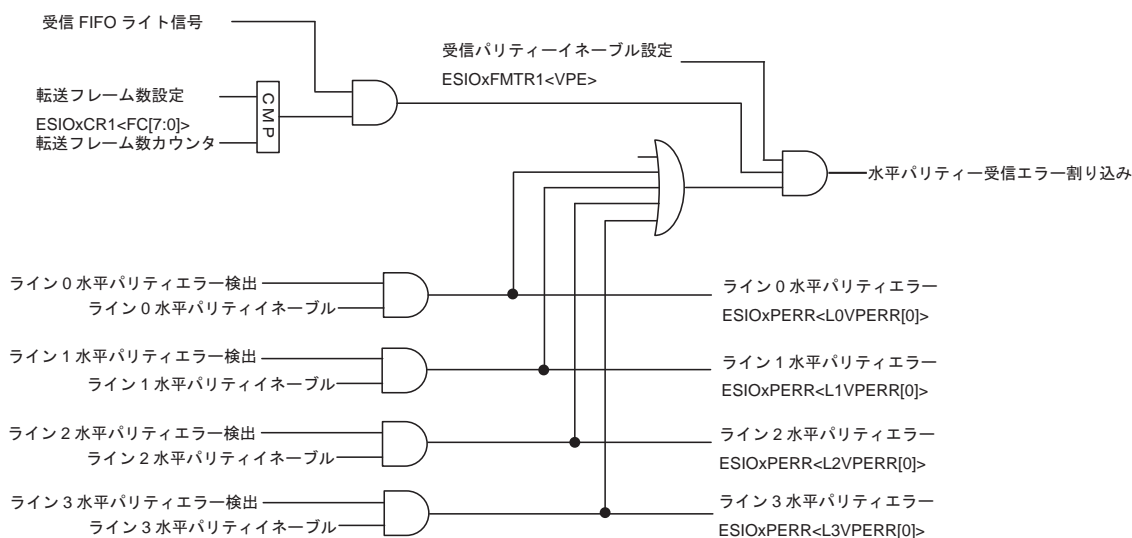 受信 FIFO ライト信号
受信パリティーイネーブル設定
ESIOxFMTR1<VPE>
転送フレーム数設定
ESIOxCR1<FC[7:0]>
転送フレーム数カウンタ
CMP
水平パリティー受信エラー割り込み
ライン 0 水平パリティエラー検出
ライン 0 水平パリティイネーブル
ライン 0 水平パリティエラー
ESIOxPERR<L0VPERR[0]>
ライン 1 水平パリティエラー検出
ライン 1 水平パリティイネーブル
ライン 1 水平パリティエラー
ESIOxPERR<L1VPERR[0]>
ライン 2 水平パリティエラー検出
ライン 2 水平パリティイネーブル
ライン 2 水平パリティエラー
ESIOxPERR<L2VPERR[0]>
ライン 3 水平パリティエラー検出
ライン 3 水平パリティイネーブル
ライン 3 水平パリティエラー
ESIOxPERR<L3VPERR[0]>